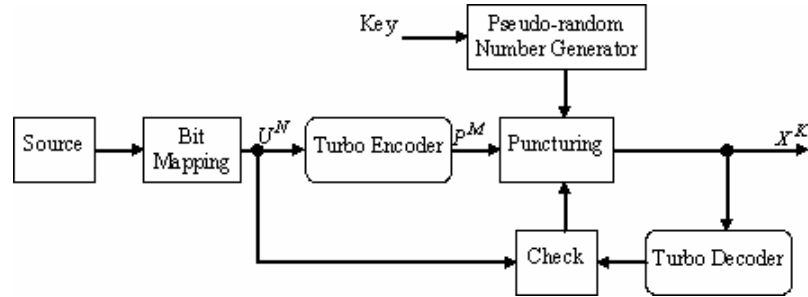 Key
Pseudo-random
Number Generator
Source
Bit
Mapping
U^N
Turbo Encoder
P^M
Puncturing
X^K
Check
Turbo Decoder